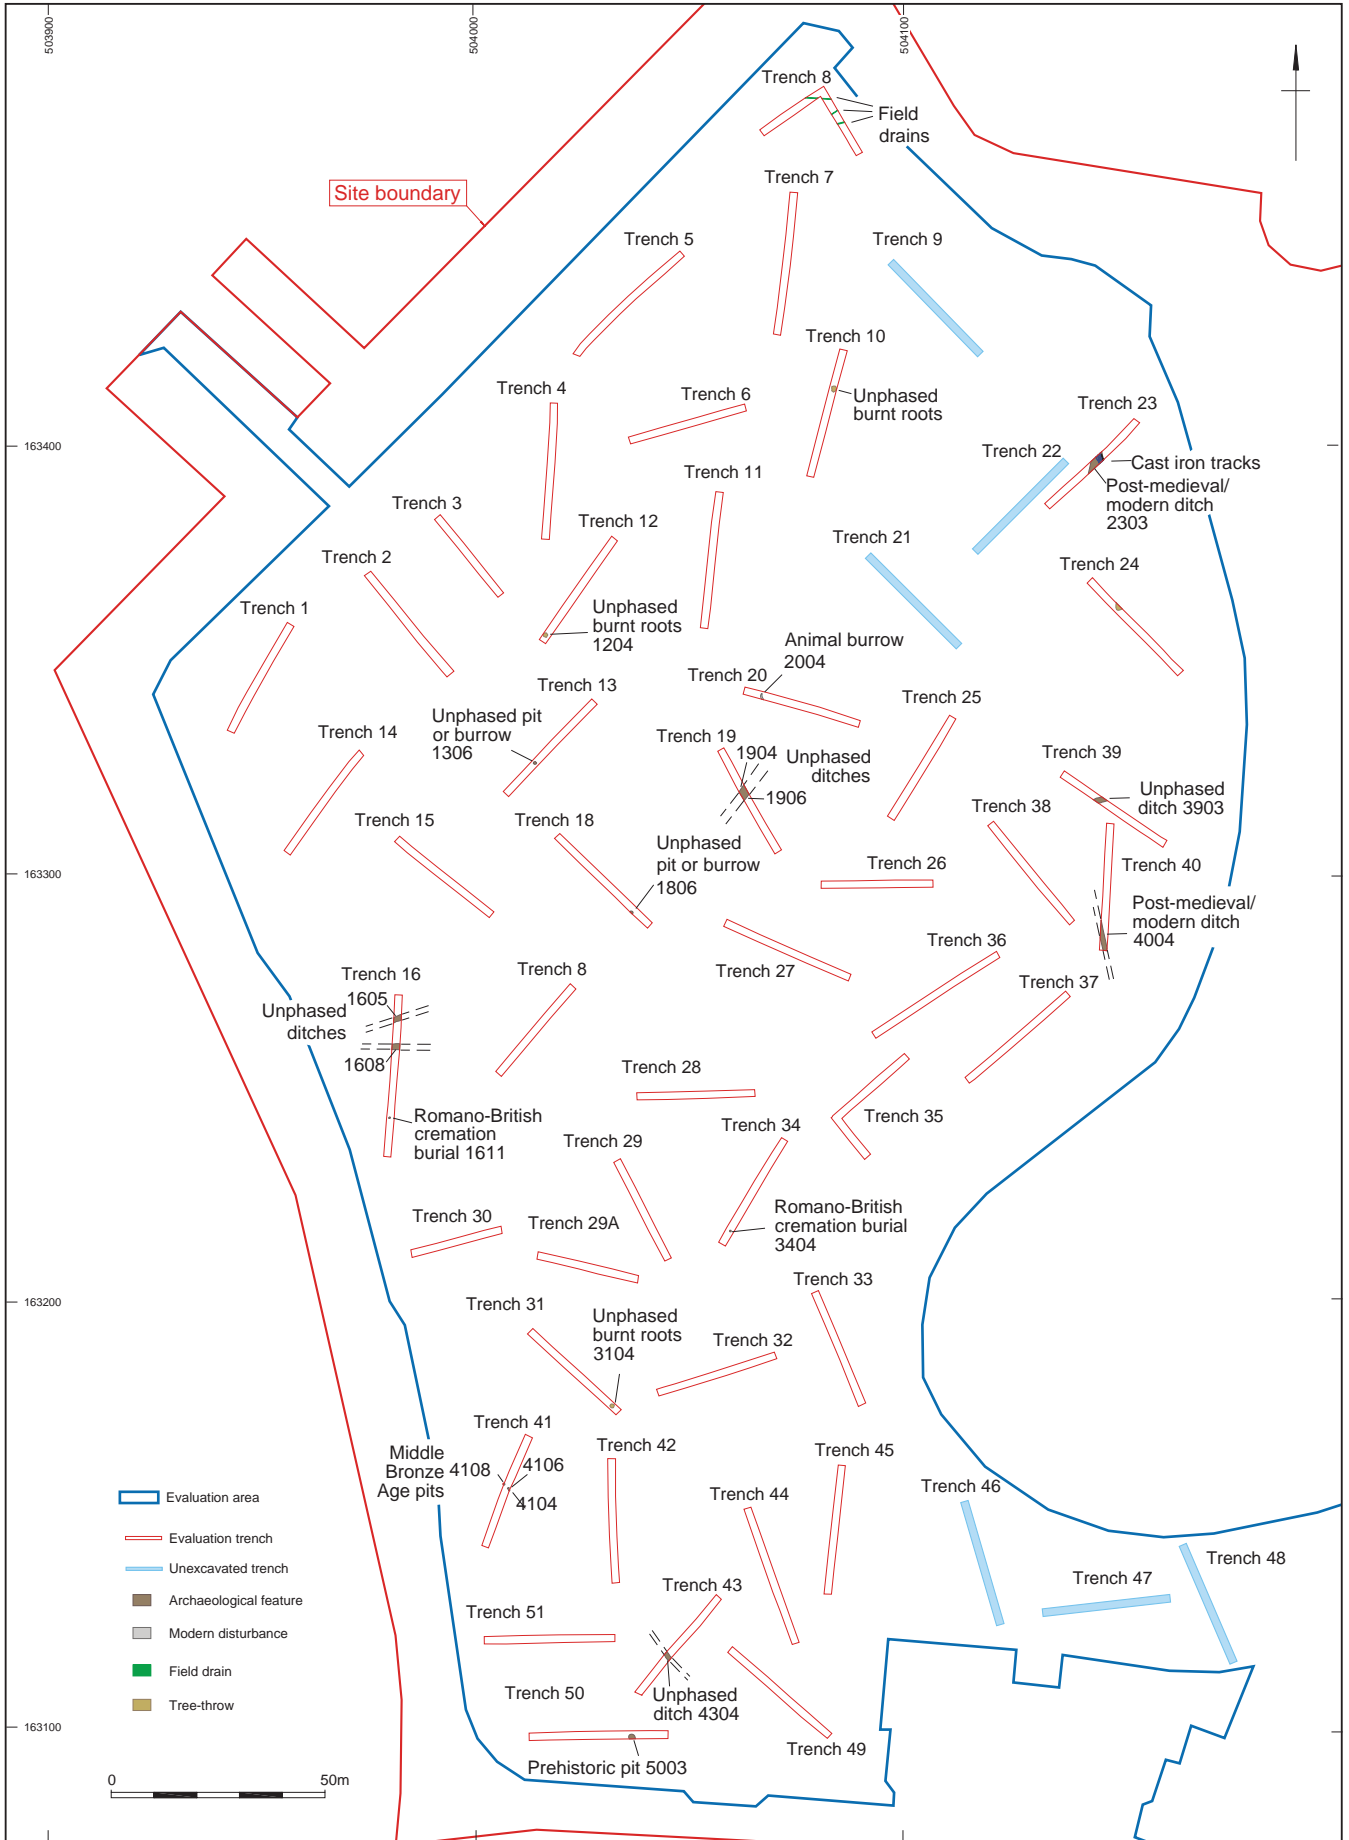 503900
504000
504100
Trench 8
Field
drains
Trench 7
Site boundary
Trench 5
Trench 9
Trench 10
Unphased
burnt roots
Trench 4
Trench 6
Trench 23
163400
Trench 22
Cast iron tracks
Post-medieval/
modern ditch
2303
Trench 11
Trench 3
Trench 12
Trench 21
Trench 2
Trench 24
Trench 1
Unphased
burnt roots
1204
Animal burrow
2004
Trench 20
Trench 13
Trench 25
Unphased pit
or burrow
1306
Trench 14
Trench 19
1904
Unphased
ditches
1906
Trench 39
Unphased
ditch 3903
Trench 38
Trench 15
Trench 18
Unphased
pit or burrow
1806
Trench 26
Trench 40
163300
Post-medieval/
modern ditch
4004
Trench 36
Trench 27
Trench 37
Trench 16
1605
Unphased
ditches
1608
Trench 8
Trench 28
Romano-British
cremation
burial 1611
Trench 34
Trench 35
Trench 29
Romano-British
cremation burial
3404
Trench 30
Trench 29A
Trench 33
163200
Trench 31
Unphased
burnt roots
3104
Trench 32
Trench 41
Middle
Bronze
Age pits
4108
4106
4104
Trench 42
Trench 45
Trench 46
Trench 44
Evaluation area
Evaluation trench
Unexcavated trench
Archaeological feature
Modern disturbance
Field drain
Tree-throw
Trench 48
Trench 47
Trench 43
Trench 51
Trench 50
Unphased
ditch 4304
163100
Trench 49
Prehistoric pit 5003
0
50m